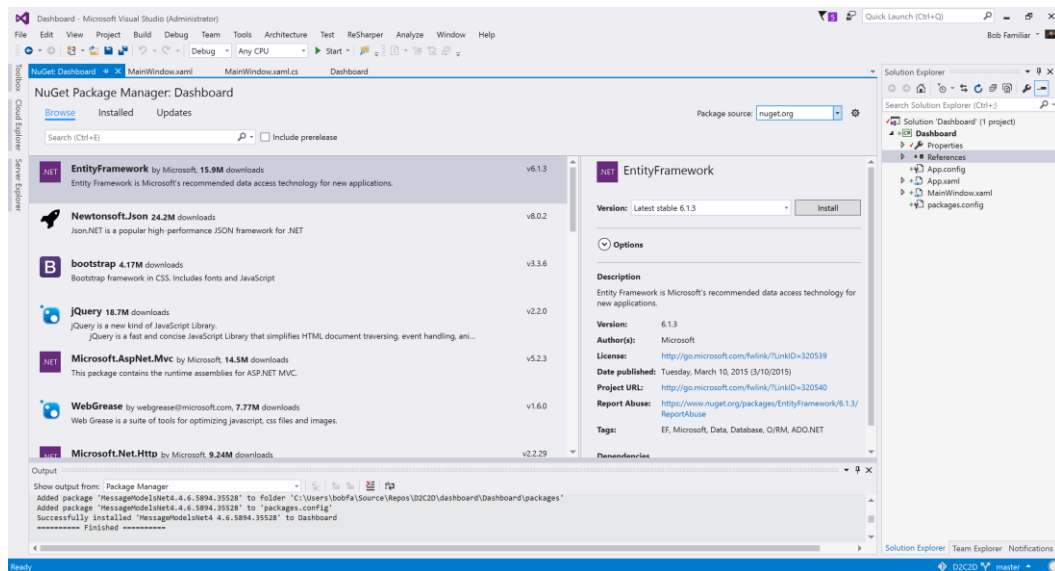 Dashboard - Microsoft Visual Studio (Administrator)
5
Quick Launch (Ctrl+Q)
File Edit View Project Build Debug Team Tools Architecture Test ReSharper Analyze Window Help
Bob Familiar
Debug Any CPU Start
Toolbox
Cloud Explorer
Server Explorer
NuGet: Dashboard MainWindow.xaml MainWindow.xaml.cs Dashboard
NuGet Package Manager: Dashboard
Browse Installed Updates
Package source: nuget.org
Search (Ctrl+E) Include prerelease
.NET EntityFramework by Microsoft, 15.9M downloads v6.1.3
Entity Framework is Microsoft's recommended data access technology for new applications.
Newtonsoft.Json 24.2M downloads v8.0.2
Json.NET is a popular high-performance JSON framework for .NET
B bootstrap 4.17M downloads v3.3.6
Bootstrap framework in CSS. Includes fonts and JavaScript
jQuery 18.7M downloads v2.2.0
jQuery is a new kind of JavaScript Library.
jQuery is a fast and concise JavaScript Library that simplifies HTML document traversing, event handling, ani...
.NET Microsoft.AspNet.Mvc by Microsoft, 14.5M downloads v5.2.3
This package contains the runtime assemblies for ASP.NET MVC.
WebGrease by webgrease@microsoft.com, 7.77M downloads v1.6.0
Web Grease is a suite of tools for optimizing javascript, css files and images.
.NET Microsoft.Net.Http by Microsoft, 9.24M downloads v2.2.29
.NET EntityFramework
Version: Latest stable 6.1.3 Install
Options
Description
Entity Framework is Microsoft's recommended data access technology for
new applications.
Version: 6.1.3
Author(s): Microsoft
License: http://go.microsoft.com/fwlink/?LinkID=320539
Date published: Tuesday, March 10, 2015 (3/10/2015)
Project URL: http://go.microsoft.com/fwlink/?LinkID=320540
Report Abuse: https://www.nuget.org/packages/EntityFramework/6.1.3/
ReportAbuse
Tags: EF, Microsoft, Data, Database, O/RM, ADO.NET
Dependencies
Solution Explorer
Search Solution Explorer (Ctrl+;)
Solution 'Dashboard' (1 project)
Dashboard
Properties
References
App.config
App.xaml
MainWindow.xaml
packages.config
Output
Show output from: Package Manager
Added package 'MessageModelsNet4.4.6.5894.35528' to folder 'C:\Users\bobfa\Source\Repos\D2C2D\dashboard\Dashboard\packages'
Added package 'MessageModelsNet4.4.6.5894.35528' to 'packages.config'
Successfully installed 'MessageModelsNet4 4.6.5894.35528' to Dashboard
========== Finished ==========
Solution Explorer Team Explorer Notifications
Ready D2C2D master